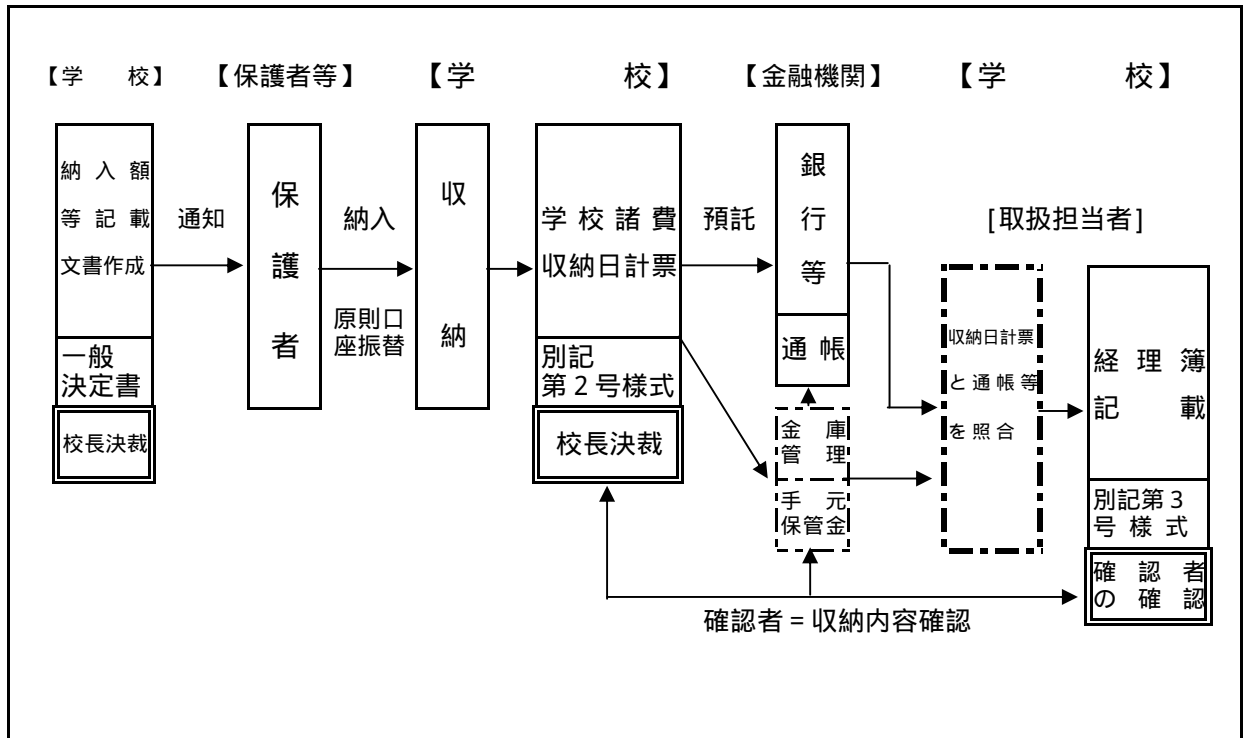 【学　校】　【保護者等】　【学　　　校】　【金融機関】　【学　　　校】
納入額
等記載
文書作成
一般
決定書
校長決裁
通知
保護者
納入
原則口
座振替
収納
学校諸費
収納日計票
別記
第２号様式
校長決裁
預託
銀行等
通帳
金庫
管理
手元
保管金
[取扱担当者]
収納日計票
と通帳等
を照合
経理簿
記載
別記第３
号様式
確認者
の確認
確認者＝収納内容確認